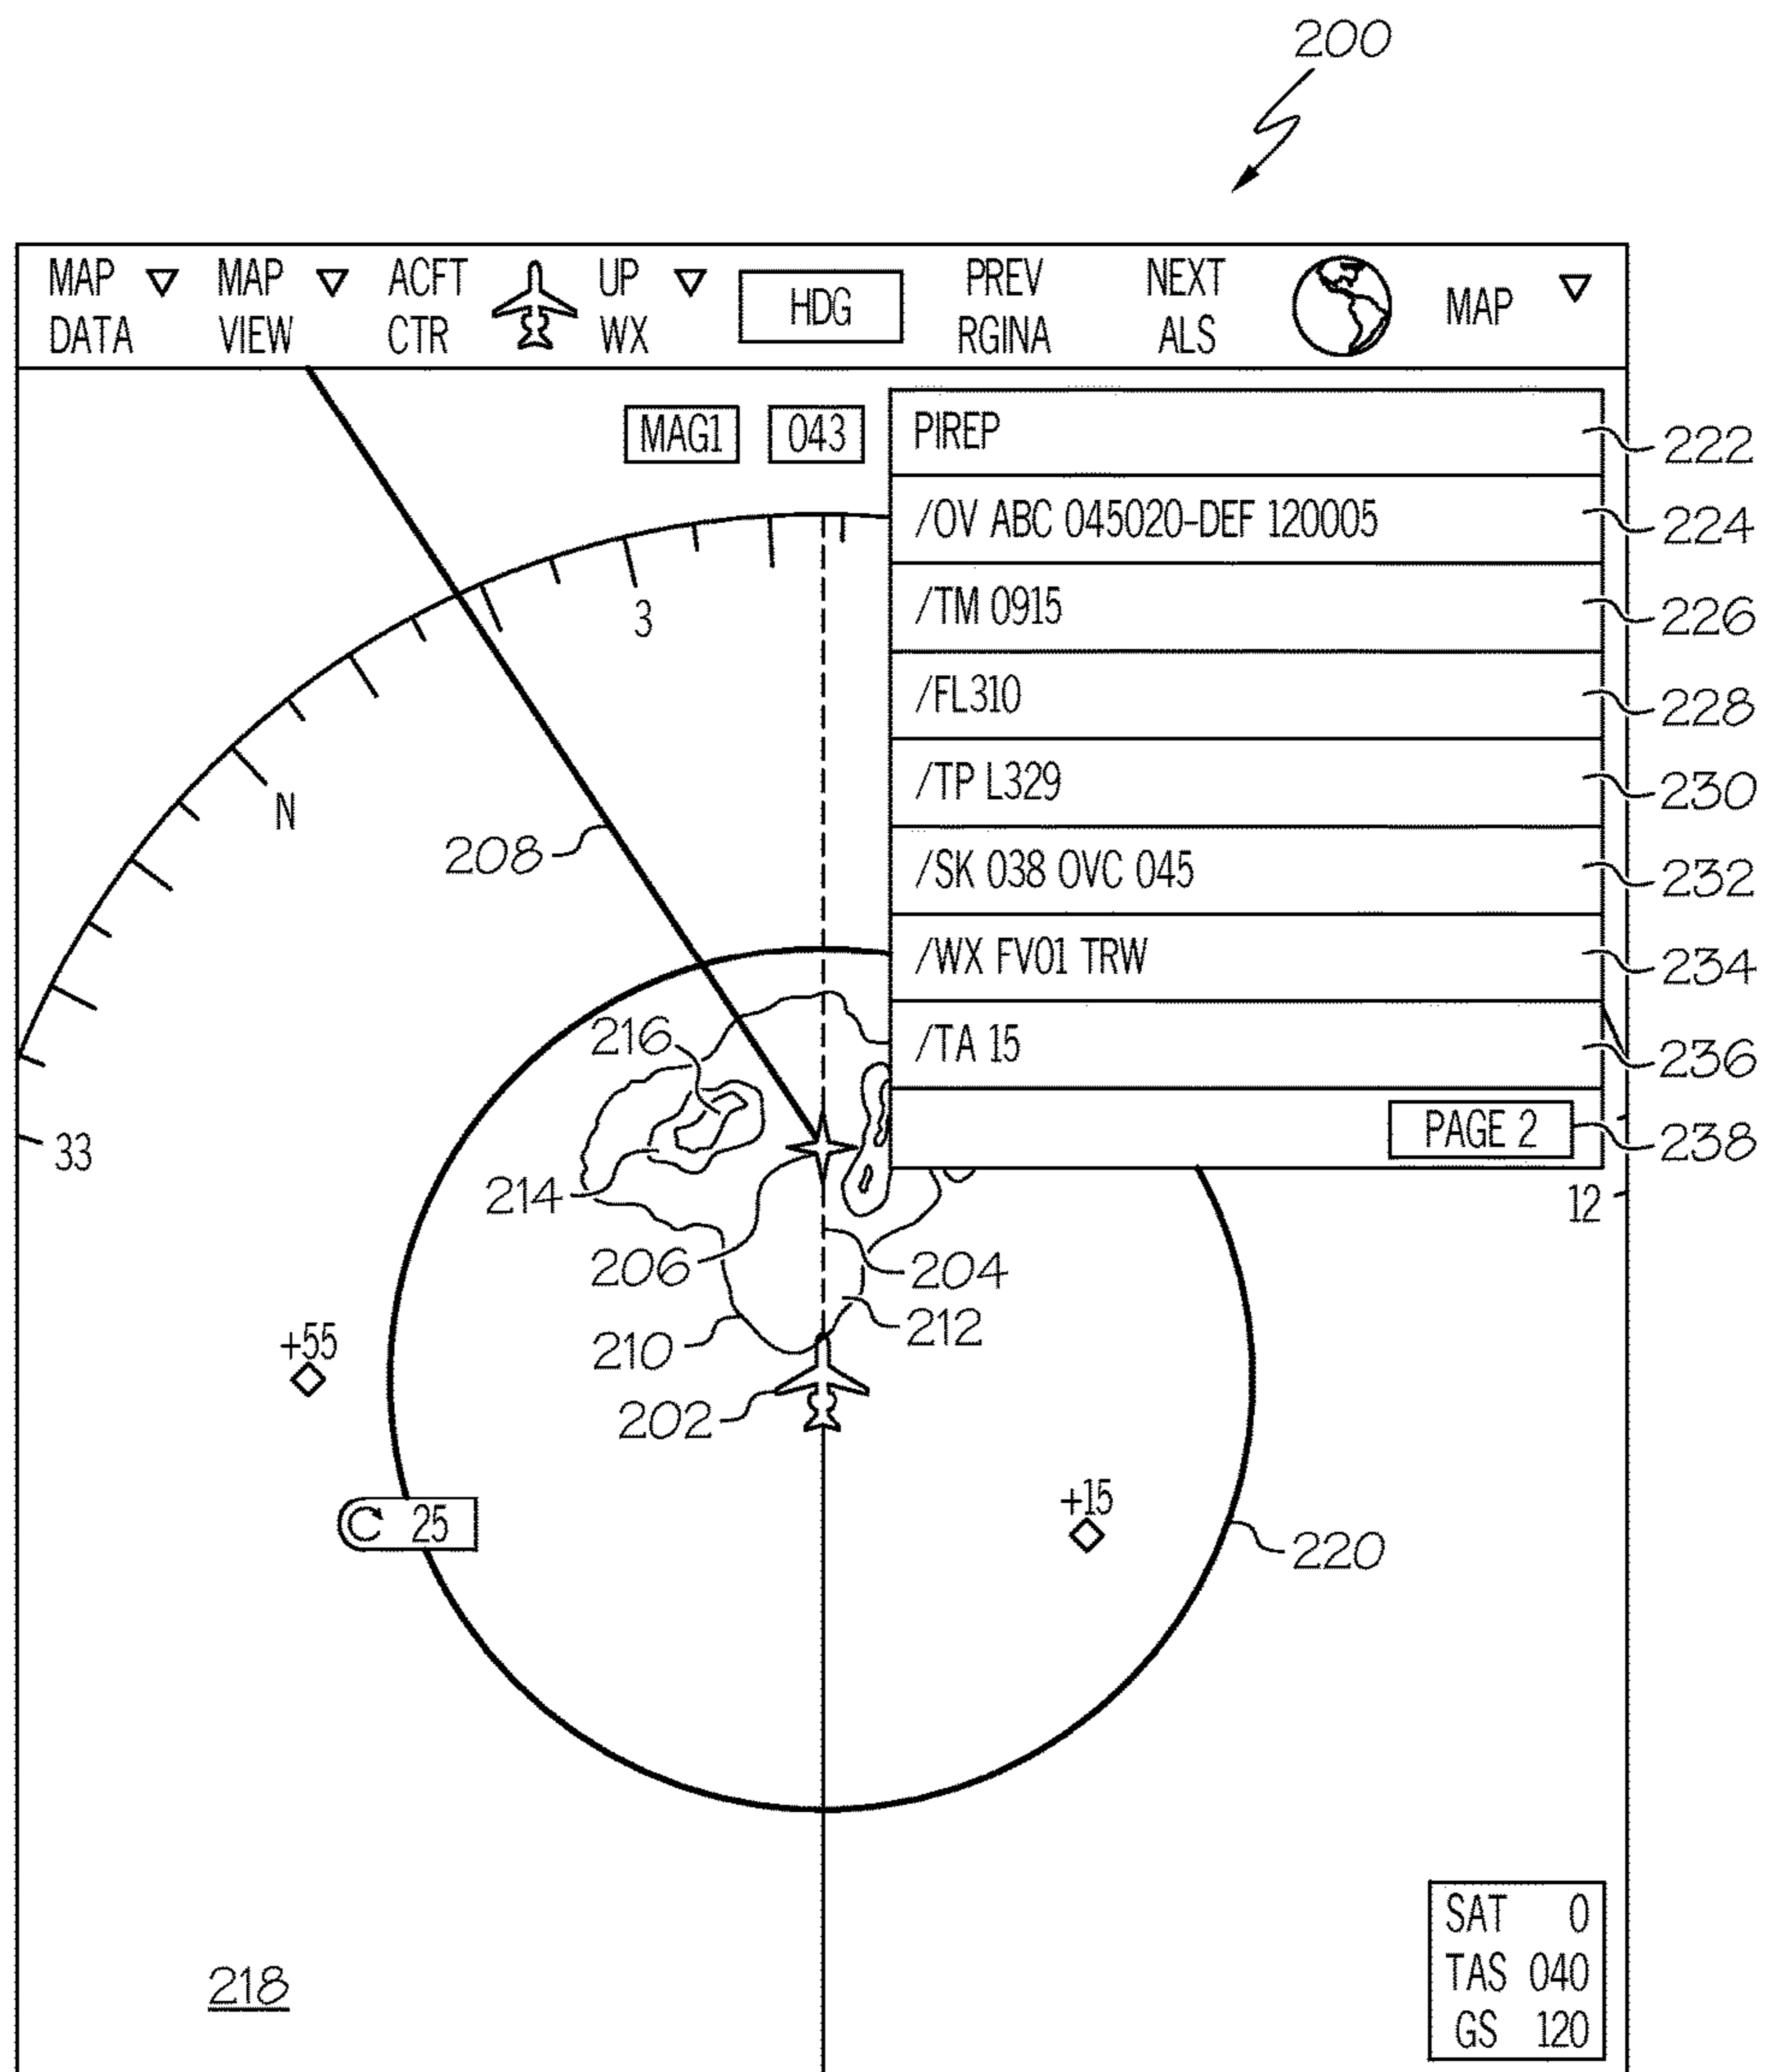 200
MAP DATA
MAP VIEW
ACFT CTR
UP WX
HDG
PREV RGINA
NEXT ALS
MAP
MAG1
043
PIREP
222
/OV ABC 045020-DEF 120005
224
/TM 0915
226
3
/FL310
228
/TP L329
230
N
208
/SK 038 OVC 045
232
/WX FV01 TRW
234
216
/TA 15
236
33
PAGE 2
238
214
12
206
204
212
210
+55
202
+15
25
220
SAT 0
TAS 040
GS 120
218